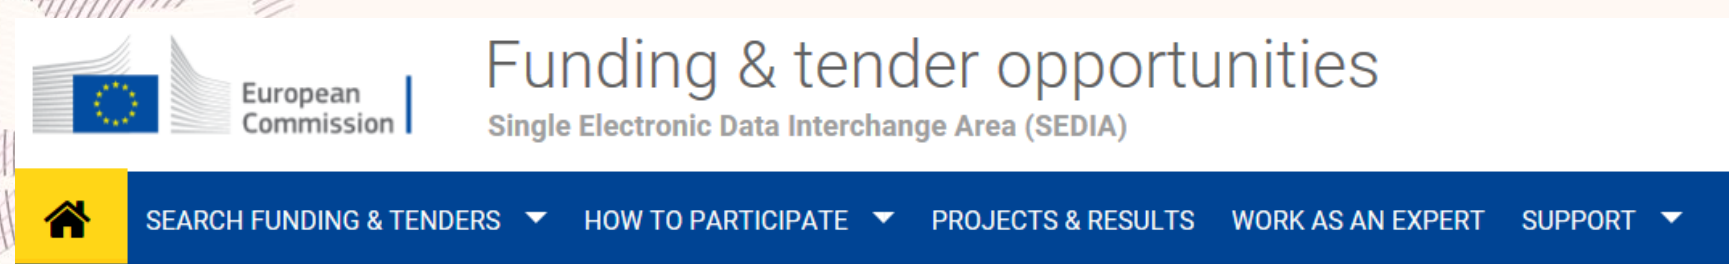 European
Commission
Funding & tender opportunities
Single Electronic Data Interchange Area (SEDIA)
SEARCH FUNDING & TENDERS HOW TO PARTICIPATE PROJECTS & RESULTS WORK AS AN EXPERT SUPPORT